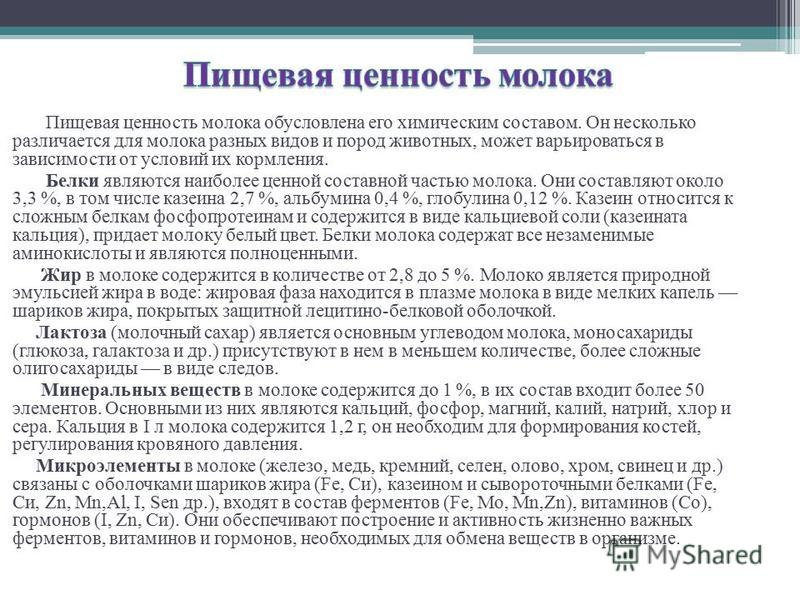 Пищевая ценность молока
Пищевая ценность молока обусловлена его химическим составом. Он несколько
различается для молока разных видов и пород животных, может варьироваться в
зависимости от условий их кормления.
Белки являются наиболее ценной составной частью молока. Они составляют около
3,3 %, в том числе казеина 2,7 %, альбумина 0,4 %, глобулина 0,12 %. Казеин относится к
сложным белкам фосфопротеинам и содержится в виде кальциевой соли (казеината
кальция), придает молоку белый цвет. Белки молока содержат все незаменимые
аминокислоты и являются полноценными.
Жир в молоке содержится в количестве от 2,8 до 5 %. Молоко является природной
эмульсией жира в воде: жировая фаза находится в плазме молока в виде мелких капель —
шариков жира, покрытых защитной лецитино-белковой оболочкой.
Лактоза (молочный сахар) является основным углеводом молока, моносахариды
(глюкоза, галактоза и др.) присутствуют в нем в меньшем количестве, более сложные
олигосахариды — в виде следов.
Минеральных веществ в молоке содержится до 1 %, в их состав входит более 50
элементов. Основными из них являются кальций, фосфор, магний, калий, натрий, хлор и
сера. Кальция в I л молока содержится 1,2 г, он необходим для формирования костей,
регулирования кровяного давления.
Микроэлементы в молоке (железо, медь, кремний, селен, олово, хром, свинец и др.)
связаны с оболочками шариков жира (Fe, Си), казеином и сывороточными белками (Fe,
Си, Zn, Mn,Al, I, Sen др.), входят в состав ферментов (Fe, Mo, Mn,Zn), витаминов (Со),
гормонов (I, Zn, Си). Они обеспечивают построение и активность жизненно важных
ферментов, витаминов и гормонов, необходимых для обмена веществ в организме.
MyShared